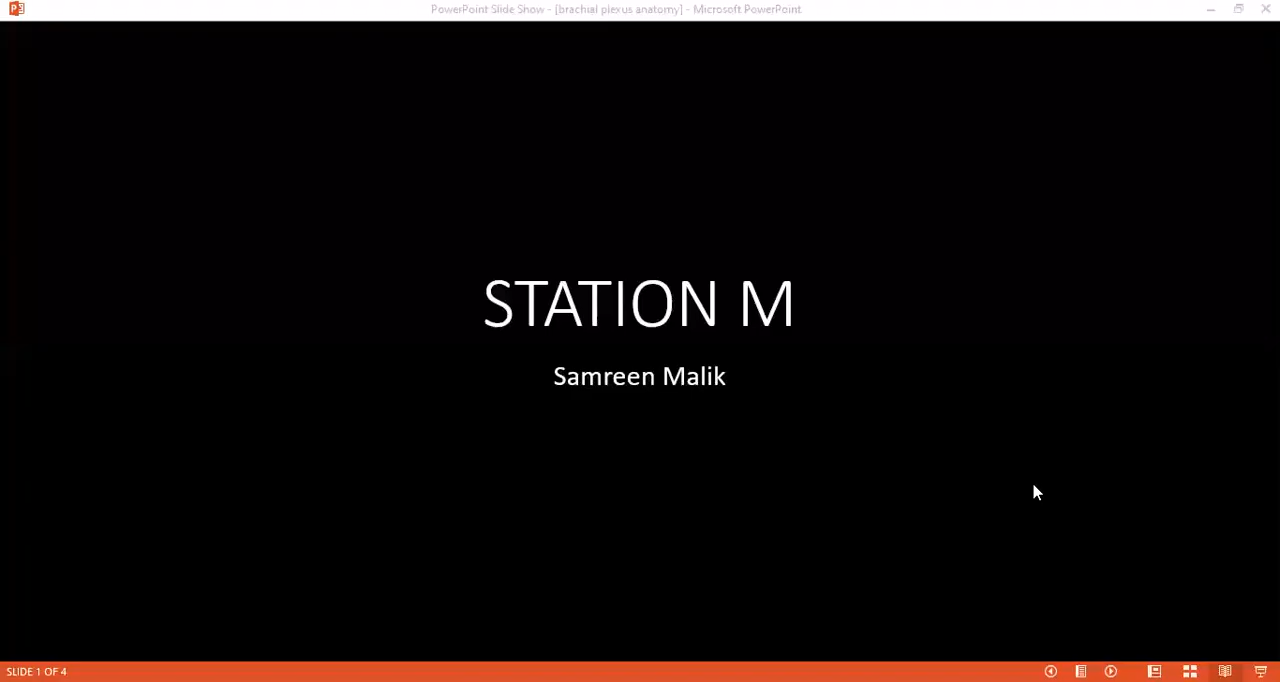 PowerPoint Slide Show - [brachial plexus anatomy] - Microsoft PowerPoint
STATION M
Samreen Malik
SLIDE 1 OF 4